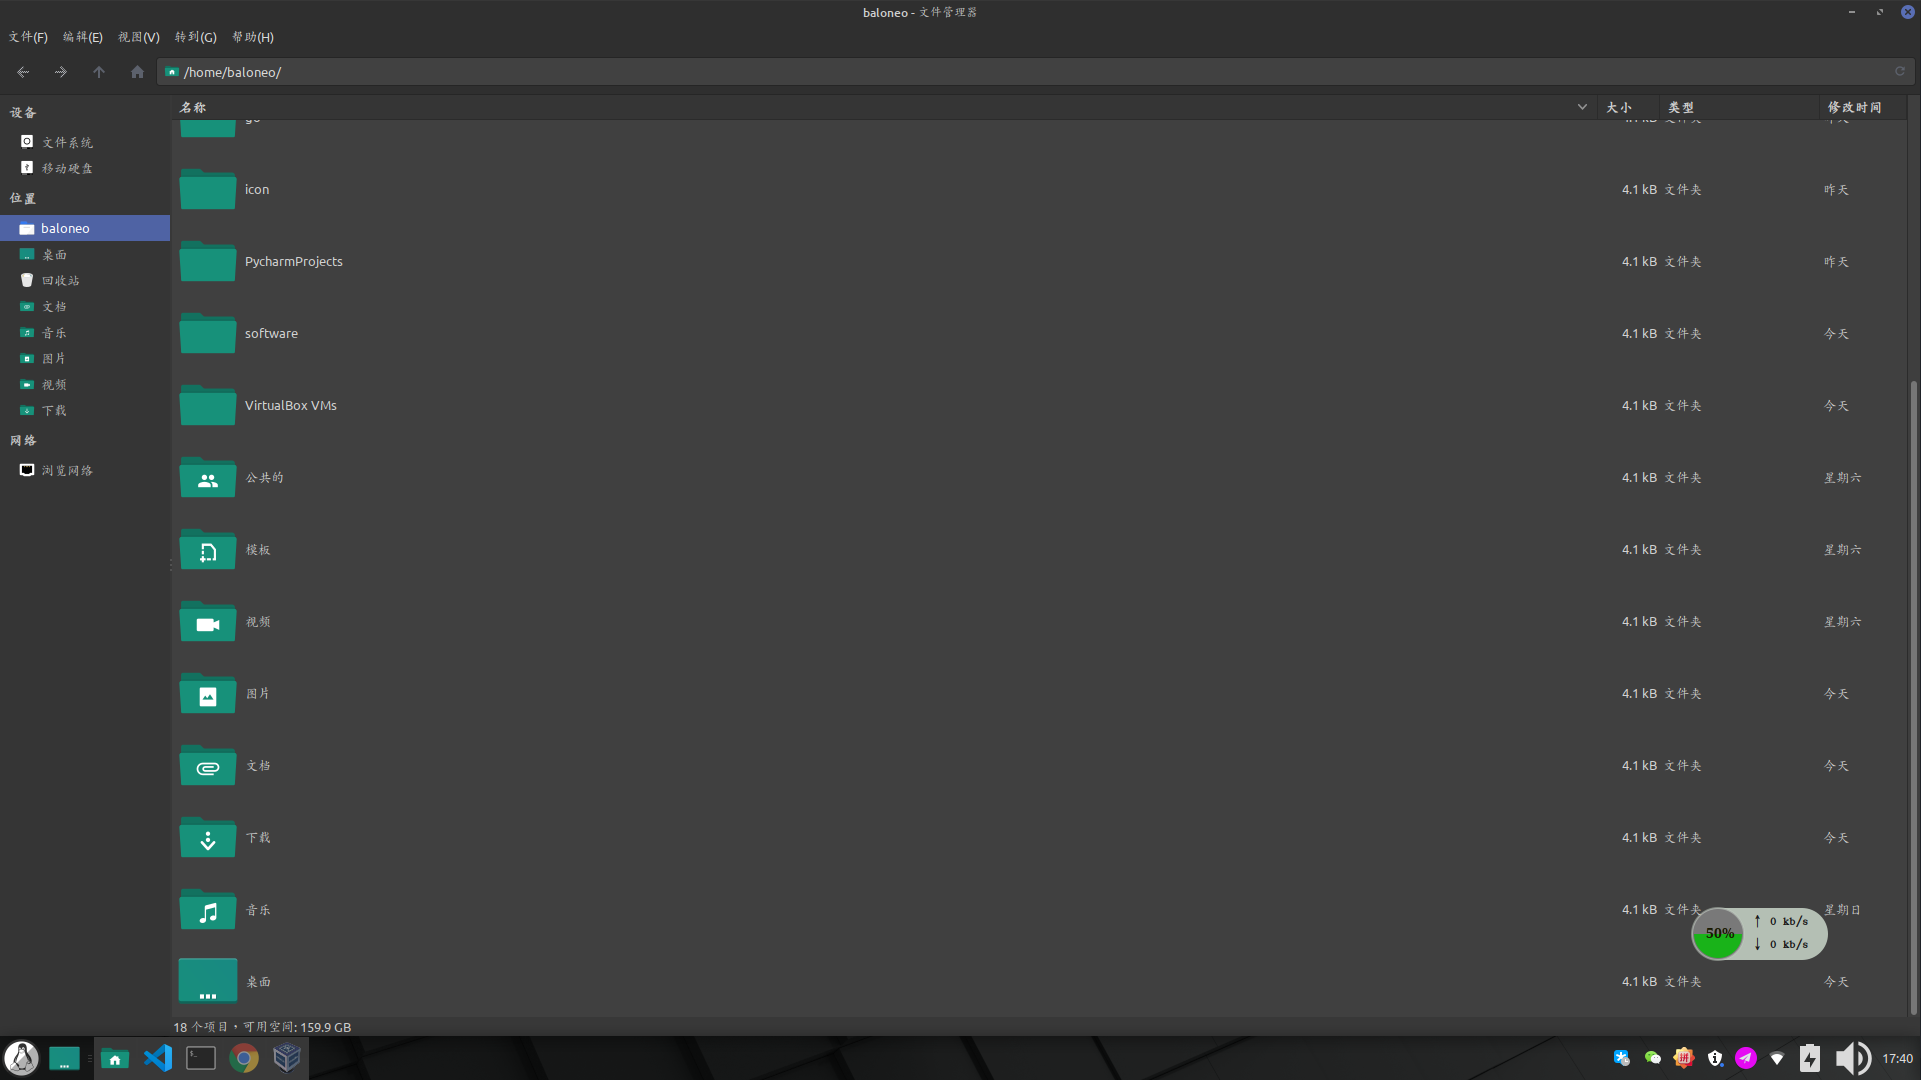 baloneo - 文件管理器
文件(F) 编辑(E) 视图(V) 转到(G) 帮助(H)
/home/baloneo/
设备
文件系统
移动硬盘
位置
baloneo
桌面
回收站
文档
音乐
图片
视频
下载
网络
浏览网络
名称 大小 类型 修改时间
go 4.1 kB 文件夹 昨天
icon 4.1 kB 文件夹 昨天
PycharmProjects 4.1 kB 文件夹 昨天
software 4.1 kB 文件夹 今天
VirtualBox VMs 4.1 kB 文件夹 今天
公共的 4.1 kB 文件夹 星期六
模板 4.1 kB 文件夹 星期六
视频 4.1 kB 文件夹 星期六
图片 4.1 kB 文件夹 今天
文档 4.1 kB 文件夹 今天
下载 4.1 kB 文件夹 今天
音乐 4.1 kB 文件夹 星期日
50% ↑ 0 kb/s
↓ 0 kb/s
桌面 4.1 kB 文件夹 今天
18 个项目，可用空间: 159.9 GB
拼
17:40